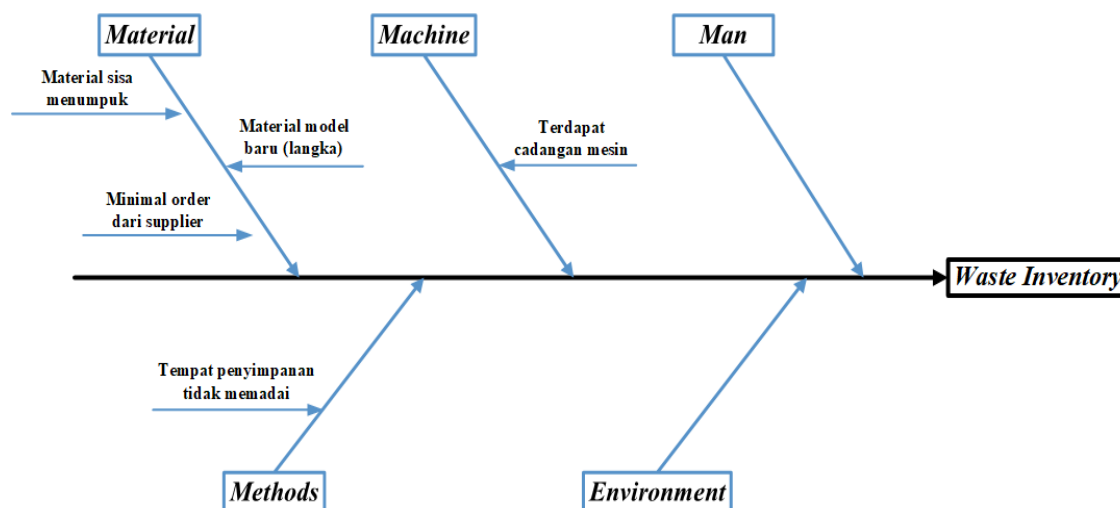 Material
Machine
Man
Material sisa
menumpuk
Material model
baru (langka)
Terdapat
cadangan mesin
Minimal order
dari supplier
Waste Inventory
Tempat penyimpanan
tidak memadai
Methods
Environment